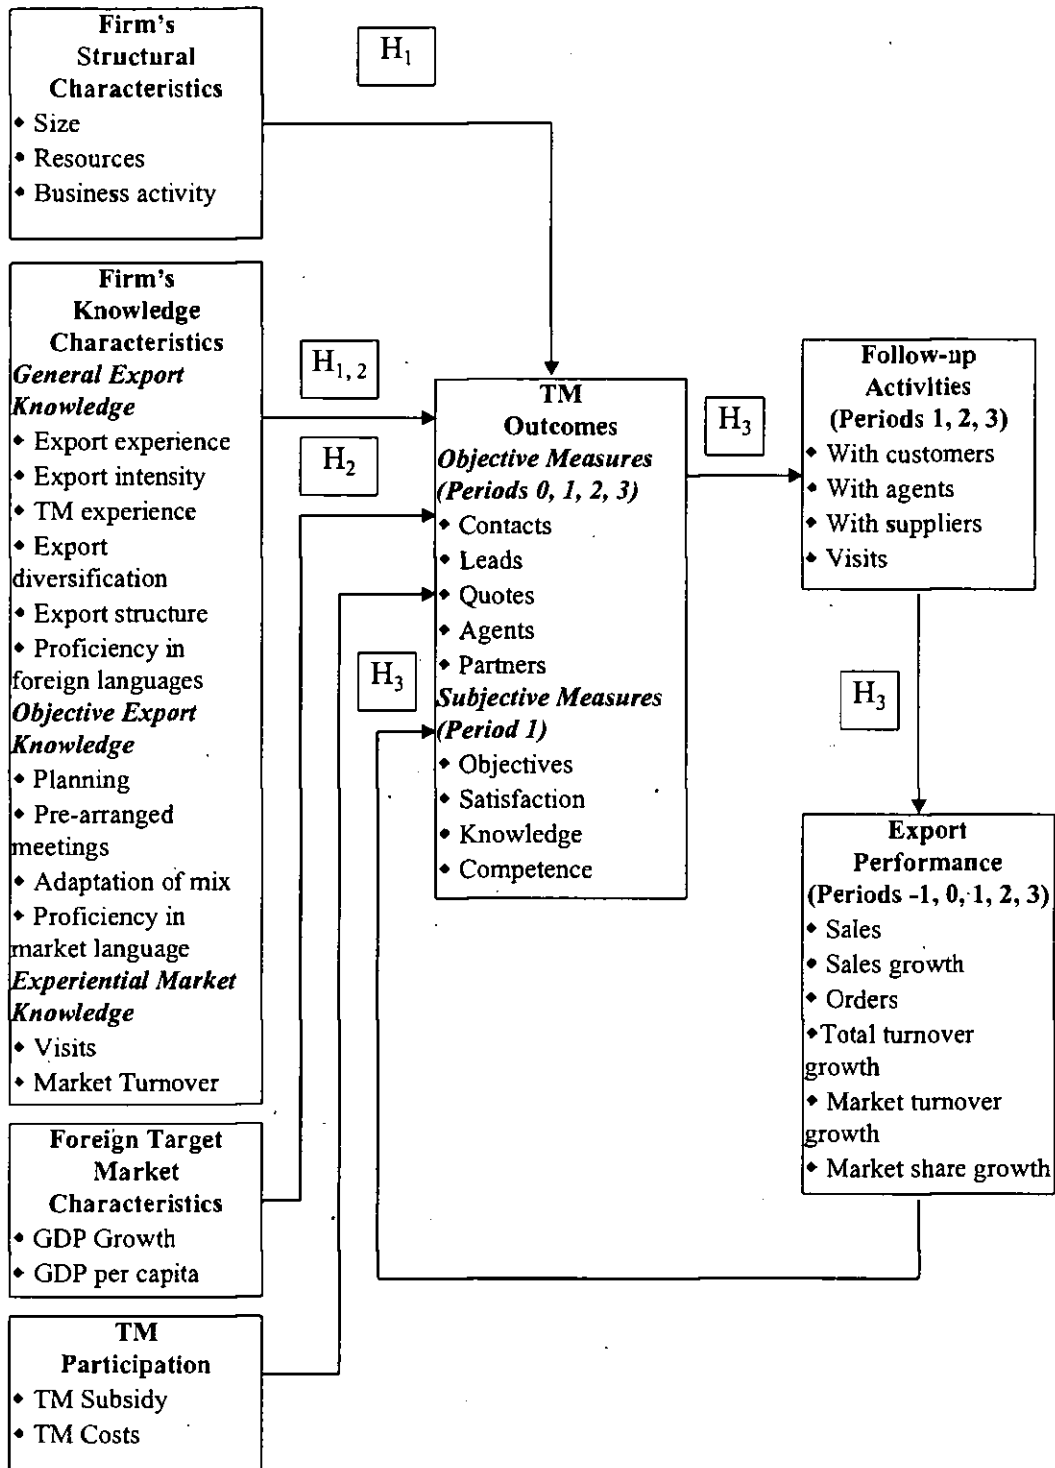 Firm's
Structural
Characteristics
◆ Size
◆ Resources
◆ Business activity
H1
Firm's
Knowledge
Characteristics
General Export
Knowledge
◆ Export experience
◆ Export intensity
◆ TM experience
◆ Export
diversification
◆ Export structure
◆ Proficiency in
foreign languages
Objective Export
Knowledge
◆ Planning
◆ Pre-arranged
meetings
◆ Adaptation of mix
◆ Proficiency in
market language
Experiential Market
Knowledge
◆ Visits
◆ Market Turnover
H1, 2
H2
H3
Foreign Target
Market
Characteristics
◆ GDP Growth
◆ GDP per capita
TM
Participation
◆ TM Subsidy
◆ TM Costs
TM
Outcomes
Objective Measures
(Periods 0, 1, 2, 3)
◆ Contacts
◆ Leads
◆ Quotes
◆ Agents
◆ Partners
Subjective Measures
(Period 1)
◆ Objectives
◆ Satisfaction
◆ Knowledge
◆ Competence
H3
Follow-up
Activities
(Periods 1, 2, 3)
◆ With customers
◆ With agents
◆ With suppliers
◆ Visits
H3
Export
Performance
(Periods -1, 0, 1, 2, 3)
◆ Sales
◆ Sales growth
◆ Orders
◆Total turnover
growth
◆ Market turnover
growth
◆ Market share growth